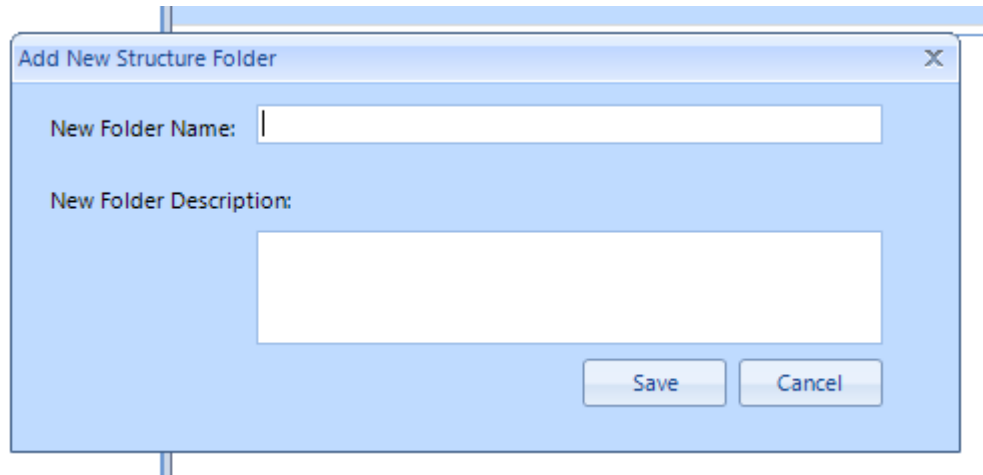 Add New Structure Folder
New Folder Name:
New Folder Description:
Save Cancel